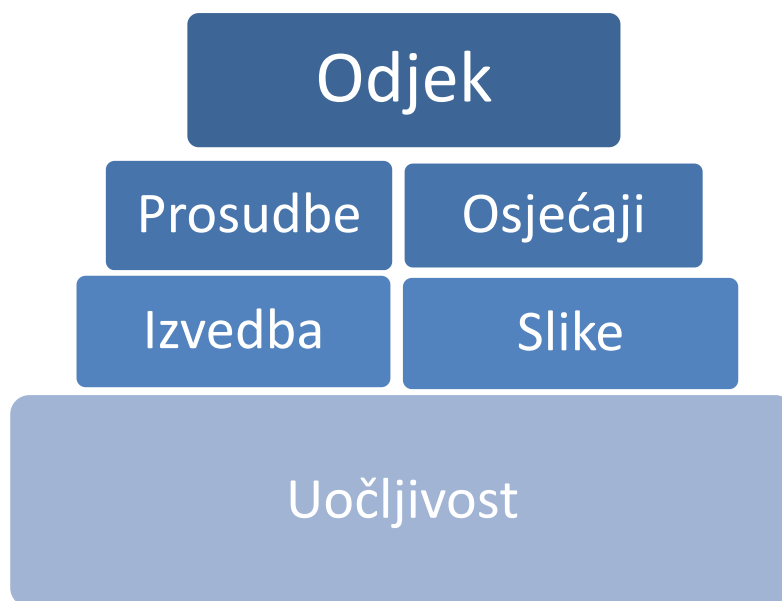 Odjek
Prosudbe
Osjećaji
Izvedba
Slike
Uočljivost